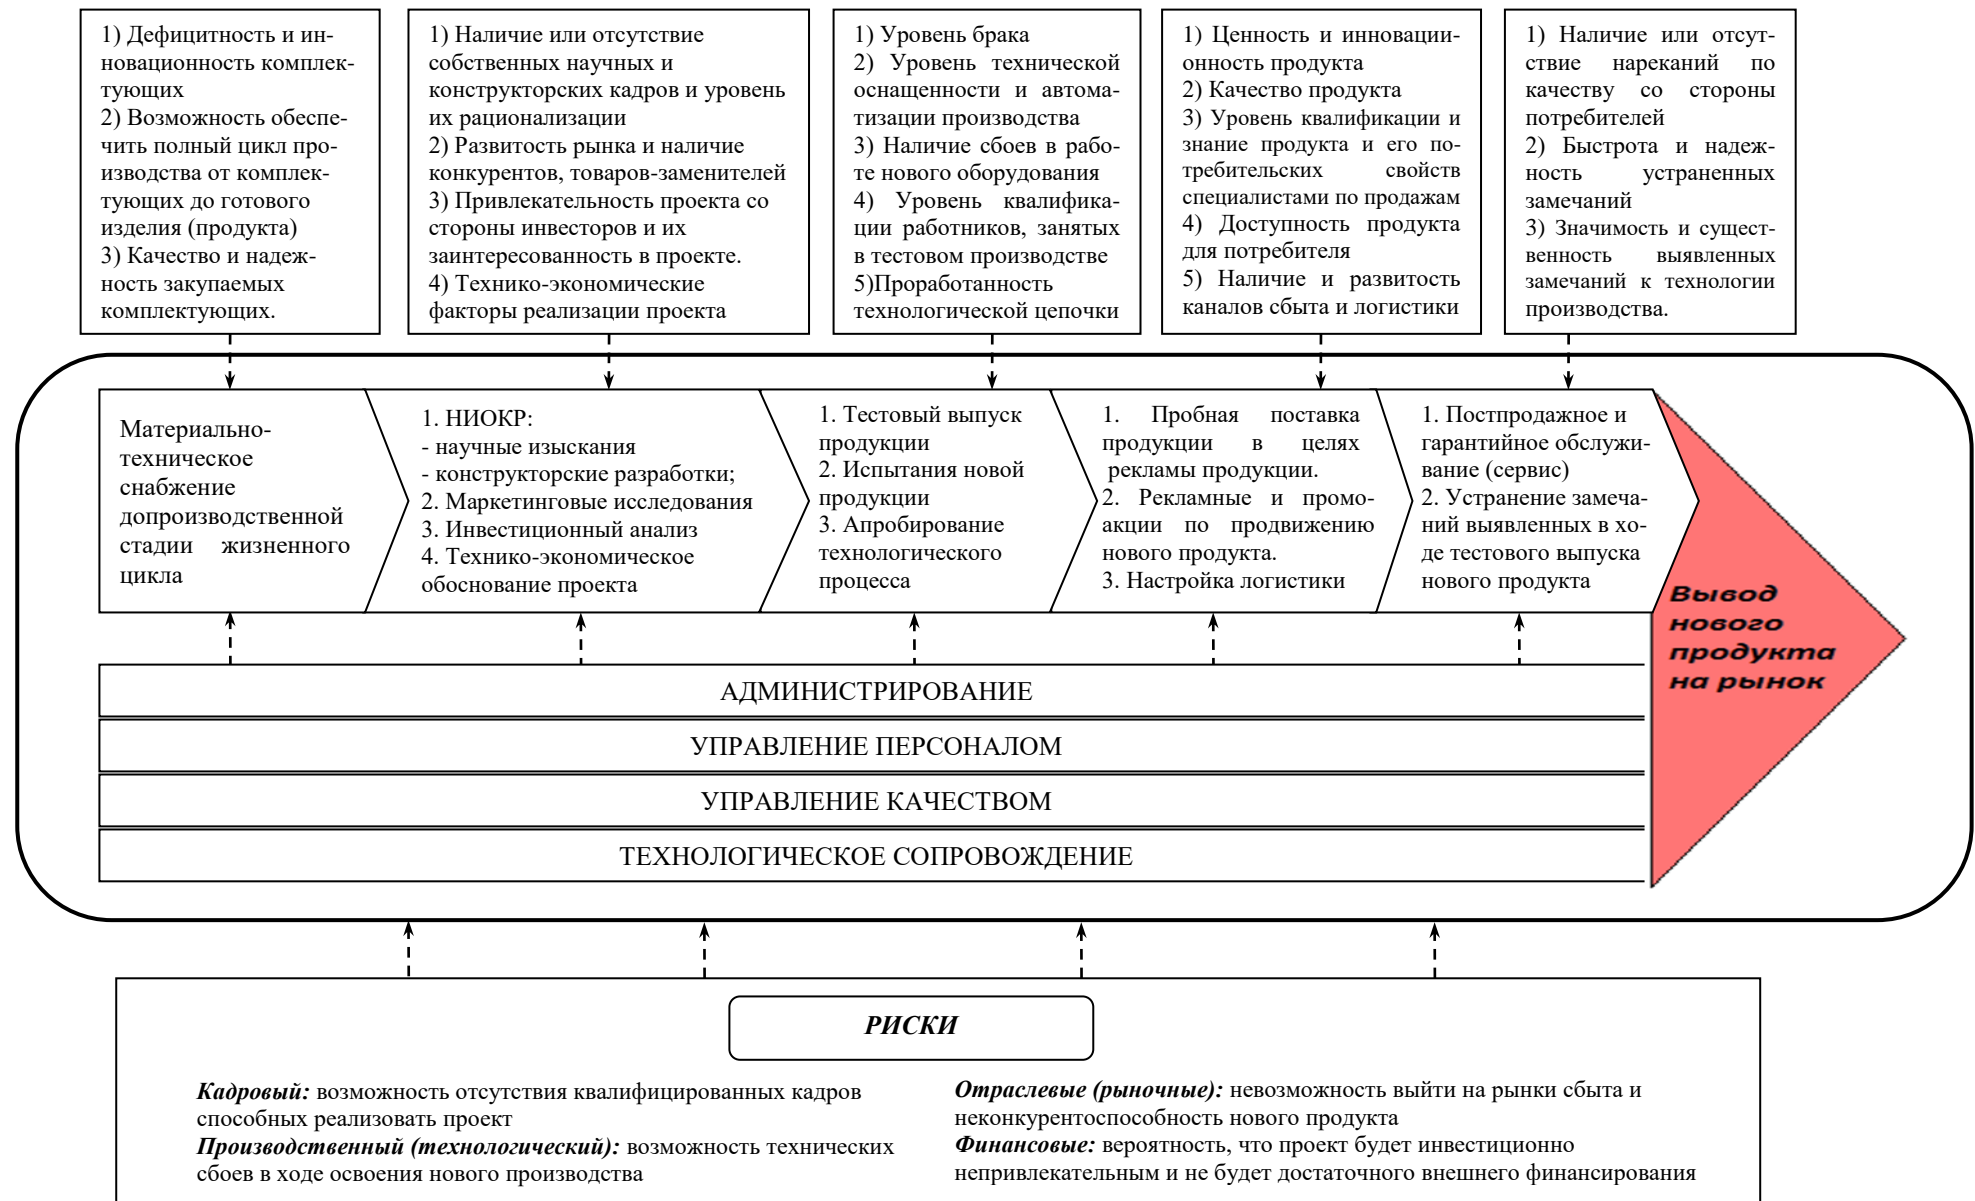 1) Дефицитность и ин-
новационность комплек-
тующих
2) Возможность обеспе-
чить полный цикл про-
изводства от комплек-
тующих до готового
изделия (продукта)
3) Качество и надеж-
ность закупаемых
комплектующих.
1) Наличие или отсутствие
собственных научных и
конструкторских кадров и уровень
их рационализации
2) Развитость рынка и наличие
конкурентов, товаров-заменителей
3) Привлекательность проекта со
стороны инвесторов и их
заинтересованность в проекте.
4) Технико-экономические
факторы реализации проекта
1) Уровень брака
2) Уровень технической
оснащенности и автома-
тизации производства
3) Наличие сбоев в рабо-
те нового оборудования
4) Уровень квалифика-
ции работников, занятых
в тестовом производстве
5)Проработанность
технологической цепочки
1) Ценность и инноваци-
онность продукта
2) Качество продукта
3) Уровень квалификации и
знание продукта и его по-
требительских свойств
специалистами по продажам
4) Доступность продукта
для потребителя
5) Наличие и развитость
каналов сбыта и логистики
1) Наличие или отсут-
ствие нареканий по
качеству со стороны
потребителей
2) Быстрота и надеж-
ность устраненных
замечаний
3) Значимость и сущест-
венность выявленных
замечаний к технологии
производства.
Материально-
техническое
снабжение
допроизводственной
стадии жизненного
цикла
1. НИОКР:
- научные изыскания
- конструкторские разработки;
2. Маркетинговые исследования
3. Инвестиционный анализ
4. Технико-экономическое
обоснование проекта
1. Тестовый выпуск
продукции
2. Испытания новой
продукции
3. Апробирование
технологического
процесса
1. Пробная поставка
продукции в целях
рекламы продукции.
2. Рекламные и промо-
акции по продвижению
нового продукта.
3. Настройка логистики
1. Постпродажное и
гарантийное обслужи-
вание (сервис)
2. Устранение замеча-
ний выявленных в хо-
де тестового выпуска
нового продукта
Вывод
нового
продукта
на рынок
АДМИНИСТРИРОВАНИЕ
УПРАВЛЕНИЕ ПЕРСОНАЛОМ
УПРАВЛЕНИЕ КАЧЕСТВОМ
ТЕХНОЛОГИЧЕСКОЕ СОПРОВОЖДЕНИЕ
РИСКИ
Кадровый: возможность отсутствия квалифицированных кадров
способных реализовать проект
Производственный (технологический): возможность технических
сбоев в ходе освоения нового производства
Отраслевые (рыночные): невозможность выйти на рынки сбыта и
неконкурентоспособность нового продукта
Финансовые: вероятность, что проект будет инвестиционно
непривлекательным и не будет достаточного внешнего финансирования